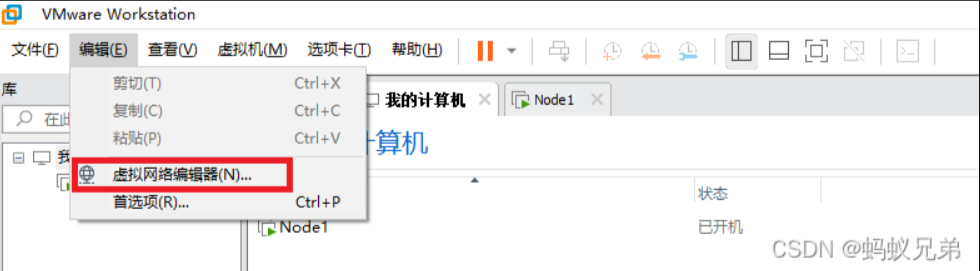 VMware Workstation
文件(F) 编辑(E) 查看(V) 虚拟机(M) 选项卡(T) 帮助(H)
库
剪切(T) Ctrl+X
复制(C) Ctrl+C
粘贴(P) Ctrl+V
虚拟网络编辑器(N)...
首选项(R)... Ctrl+P
在此
我的计算机 Node1
计算机
状态
Node1 已开机
CSDN @蚂蚁兄弟